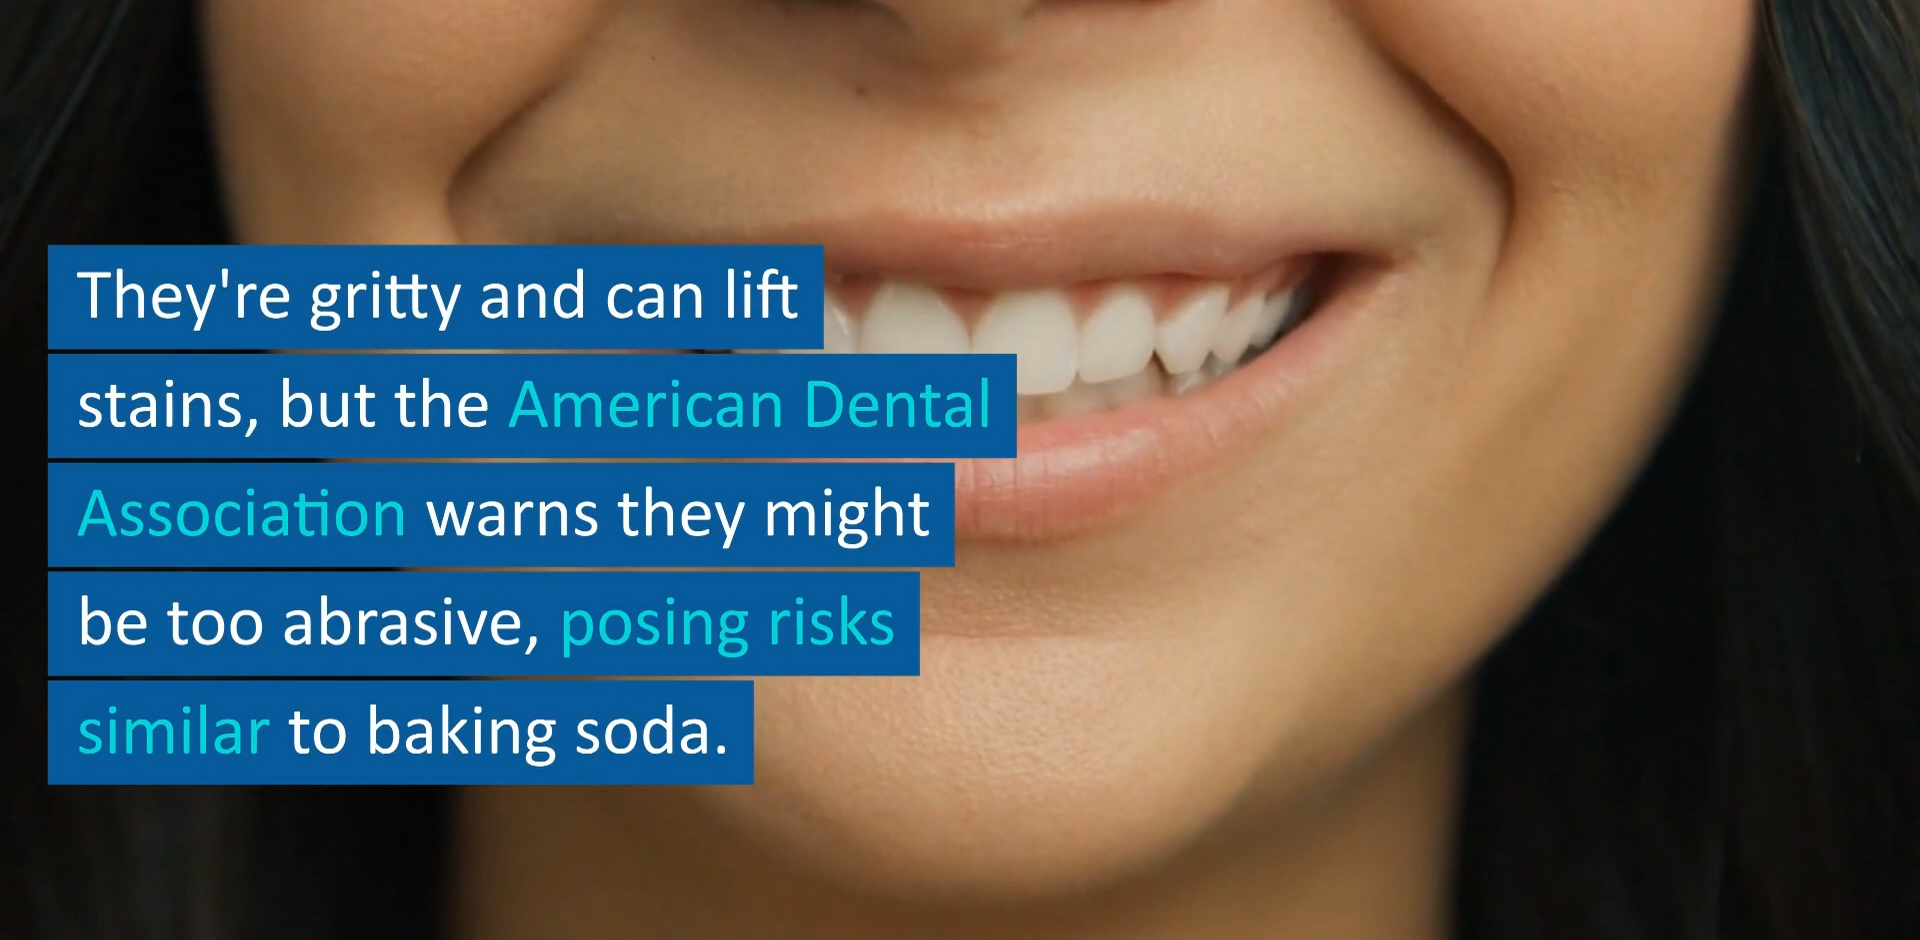 They're gritty and can lift
stains, but the American Dental
Association warns they might
be too abrasive, posing risks
similar to baking soda.